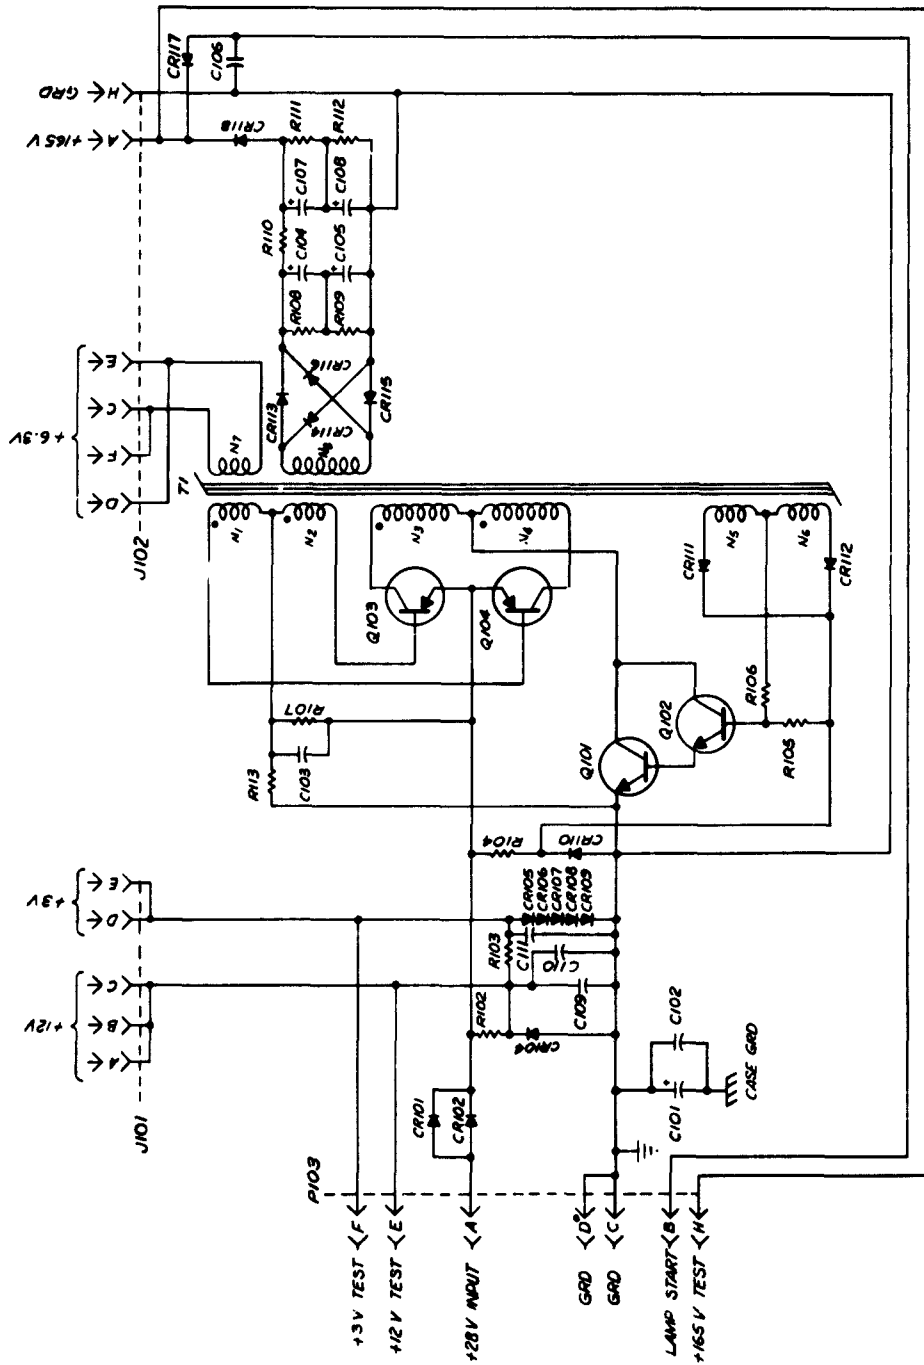 GRD
H
+165V
A
CR117
C106
CR118
R111
R112
C107
C108
R110
C104
C105
R108
R109
+6.3V
E
C
F
D
J102
CR113
CR116
CR114
CR115
N7
T1
N1
N2
N3
N4
N5
N6
CR111
CR112
Q103
Q104
R107
C103
R113
Q101
Q102
R106
R105
+3V
E
D
+12V
C
B
A
J101
R104
CR110
CR105
CR106
CR107
CR108
CR109
C111
R103
C110
R102
C109
CR104
CR101
CR102
C102
C101
CASE GRD
P103
+3V TEST F
+12V TEST E
+28V INPUT A
GRD D
GRD C
LAMP START B
+165V TEST H